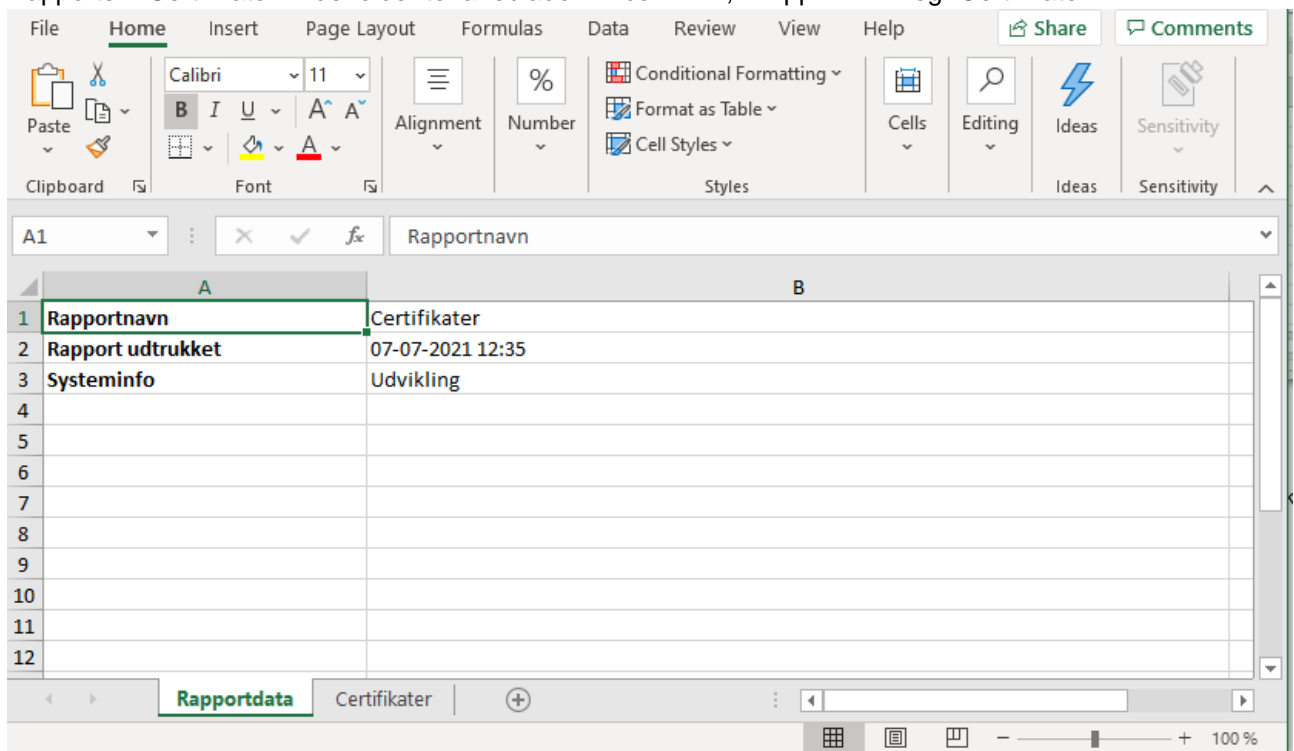 File Home Insert Page Layout Formulas Data Review View Help Share Comments
Calibri 11
Paste
B I U A A
A
Alignment
Number
%
Conditional Formatting
Format as Table
Cell Styles
Cells
Editing
Ideas
Sensitivity
Clipboard Font Styles Ideas Sensitivity
A1 fx Rapportnavn
A B
1 Rapportnavn Certifikater
2 Rapport udtrukket 07-07-2021 12:35
3 Systeminfo Udvikling
4
5
6
7
8
9
10
11
12
Rapportdata Certifikater
100 %